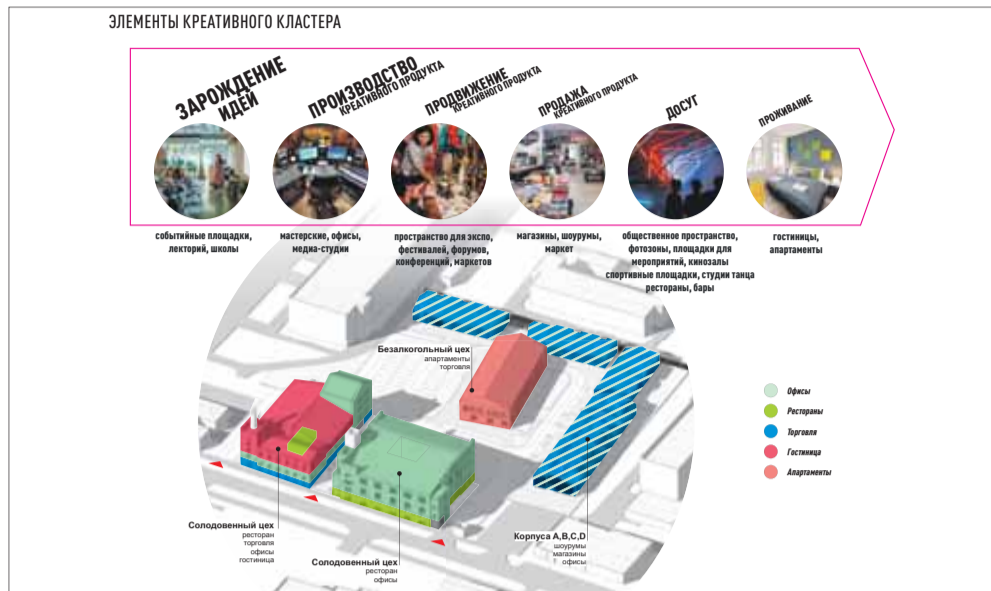 ЭЛЕМЕНТЫ КРЕАТИВНОГО КЛАСТЕРА
ЗАРОЖДЕНИЕ
ИДЕЙ
ПРОИЗВОДСТВО
КРЕАТИВНОГО ПРОДУКТА
ПРОДВИЖЕНИЕ
КРЕАТИВНОГО ПРОДУКТА
ПРОДАЖА
КРЕАТИВНОГО ПРОДУКТА
ДОСУГ
ПРОЖИВАНИЕ
событийные площадки,
лекторий, школы
мастерские, офисы,
медиа-студии
пространство для экспо,
фестивалей, форумов,
конференций, маркетов
магазины, шоурумы,
маркет
общественное пространство,
фотозоны, площадки для
мероприятий, кинозалы
спортивные площадки, студии танца
рестораны, бары
гостиницы,
апартаменты
Безалкогольный цех
апартаменты
торговля
Солодовенный цех
ресторан
торговля
офисы
гостиница
Солодовенный цех
ресторан
офисы
Корпуса A,B,C,D
шоурумы
магазины
офисы
Офисы
Рестораны
Торговля
Гостиница
Апартаменты